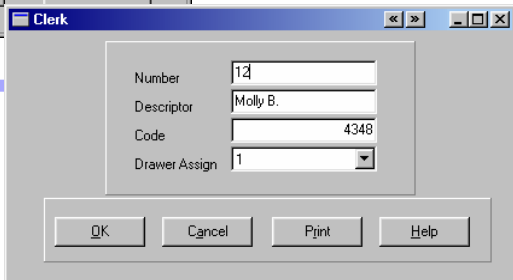 Clerk « »
Number 12
Descriptor Molly B.
Code 4348
Drawer Assign 1
OK Cancel Print Help